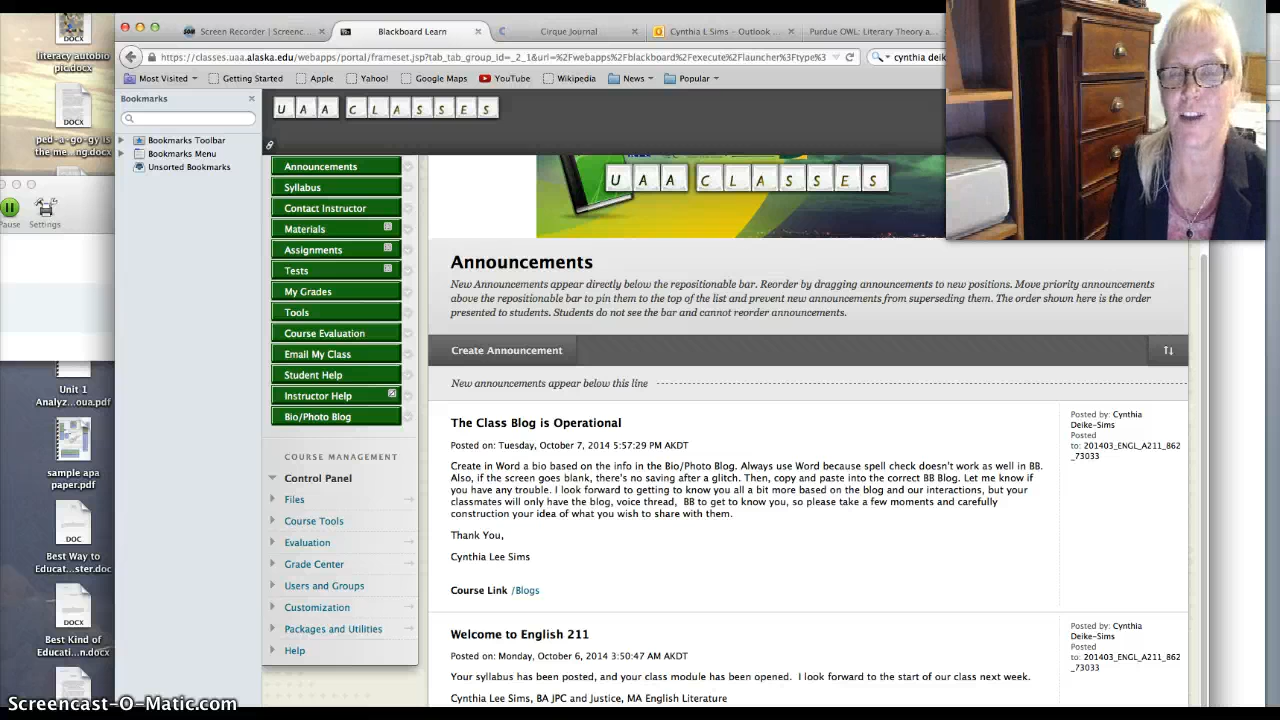 DOCX
literacy autobio
pic.docx
DOCX
ped-a-go-gy is
the me...ng.docx
Pause
Settings
Unit 1
Analyz...oua.pdf
sample apa
paper.pdf
DOC
Best Way to
Educat...ster.doc
DOCX
Best Kind of
Educati...n.docx
Screen Recorder | Screenc...
Blackboard Learn
Cirque Journal
Cynthia L Sims – Outlook ...
Purdue OWL: Literary Theory a...
https://classes.uaa.alaska.edu/webapps/portal/frameset.jsp?tab_tab_group_id=_2_1&url=%2Fwebapps%2Fblackboard%2Fexecute%2Flauncher%3Ftype%3
cynthia deik
Most Visited
Getting Started
Apple
Yahoo!
Google Maps
YouTube
Wikipedia
News
Popular
Bookmarks
Bookmarks Toolbar
Bookmarks Menu
Unsorted Bookmarks
UAA CLASSES
Announcements
Syllabus
Contact Instructor
Materials
Assignments
Tests
My Grades
Tools
Course Evaluation
Email My Class
Student Help
Instructor Help
Bio/Photo Blog
COURSE MANAGEMENT
Control Panel
Files
Course Tools
Evaluation
Grade Center
Users and Groups
Customization
Packages and Utilities
Help
UAA CLASSES
Announcements
New Announcements appear directly below the repositionable bar. Reorder by dragging announcements to new positions. Move priority announcements
above the repositionable bar to pin them to the top of the list and prevent new announcements from superseding them. The order shown here is the order
presented to students. Students do not see the bar and cannot reorder announcements.
Create Announcement
New announcements appear below this line
The Class Blog is Operational
Posted on: Tuesday, October 7, 2014 5:57:29 PM AKDT
Create in Word a bio based on the info in the Bio/Photo Blog. Always use Word because spell check doesn't work as well in BB.
Also, if the screen goes blank, there's no saving after a glitch. Then, copy and paste into the correct BB Blog. Let me know if
you have any trouble. I look forward to getting to know you all a bit more based on the blog and our interactions, but your
classmates will only have the blog, voice thread, BB to get to know you, so please take a few moments and carefully
construction your idea of what you wish to share with them.
Thank You,
Cynthia Lee Sims
Course Link /Blogs
Posted by: Cynthia
Deike-Sims
Posted
to: 201403_ENGL_A211_862
_73033
Welcome to English 211
Posted on: Monday, October 6, 2014 3:50:47 AM AKDT
Your syllabus has been posted, and your class module has been opened. I look forward to the start of our class next week.
Cynthia Lee Sims, BA JPC and Justice, MA English Literature
Posted by: Cynthia
Deike-Sims
Posted
to: 201403_ENGL_A211_862
_73033
Screencast-O-Matic.com